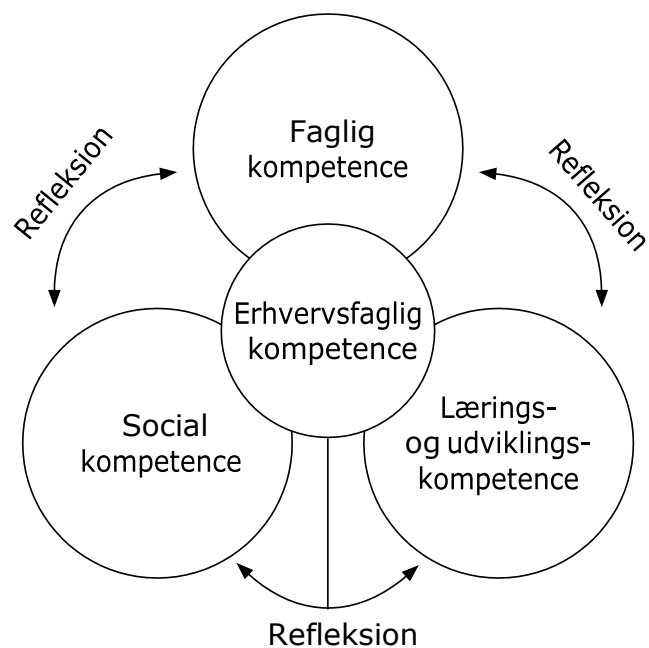 Faglig
kompetence
Refleksion
Refleksion
Erhvervsfaglig
kompetence
Social
kompetence
Lærings-
og udviklings-
kompetence
Refleksion